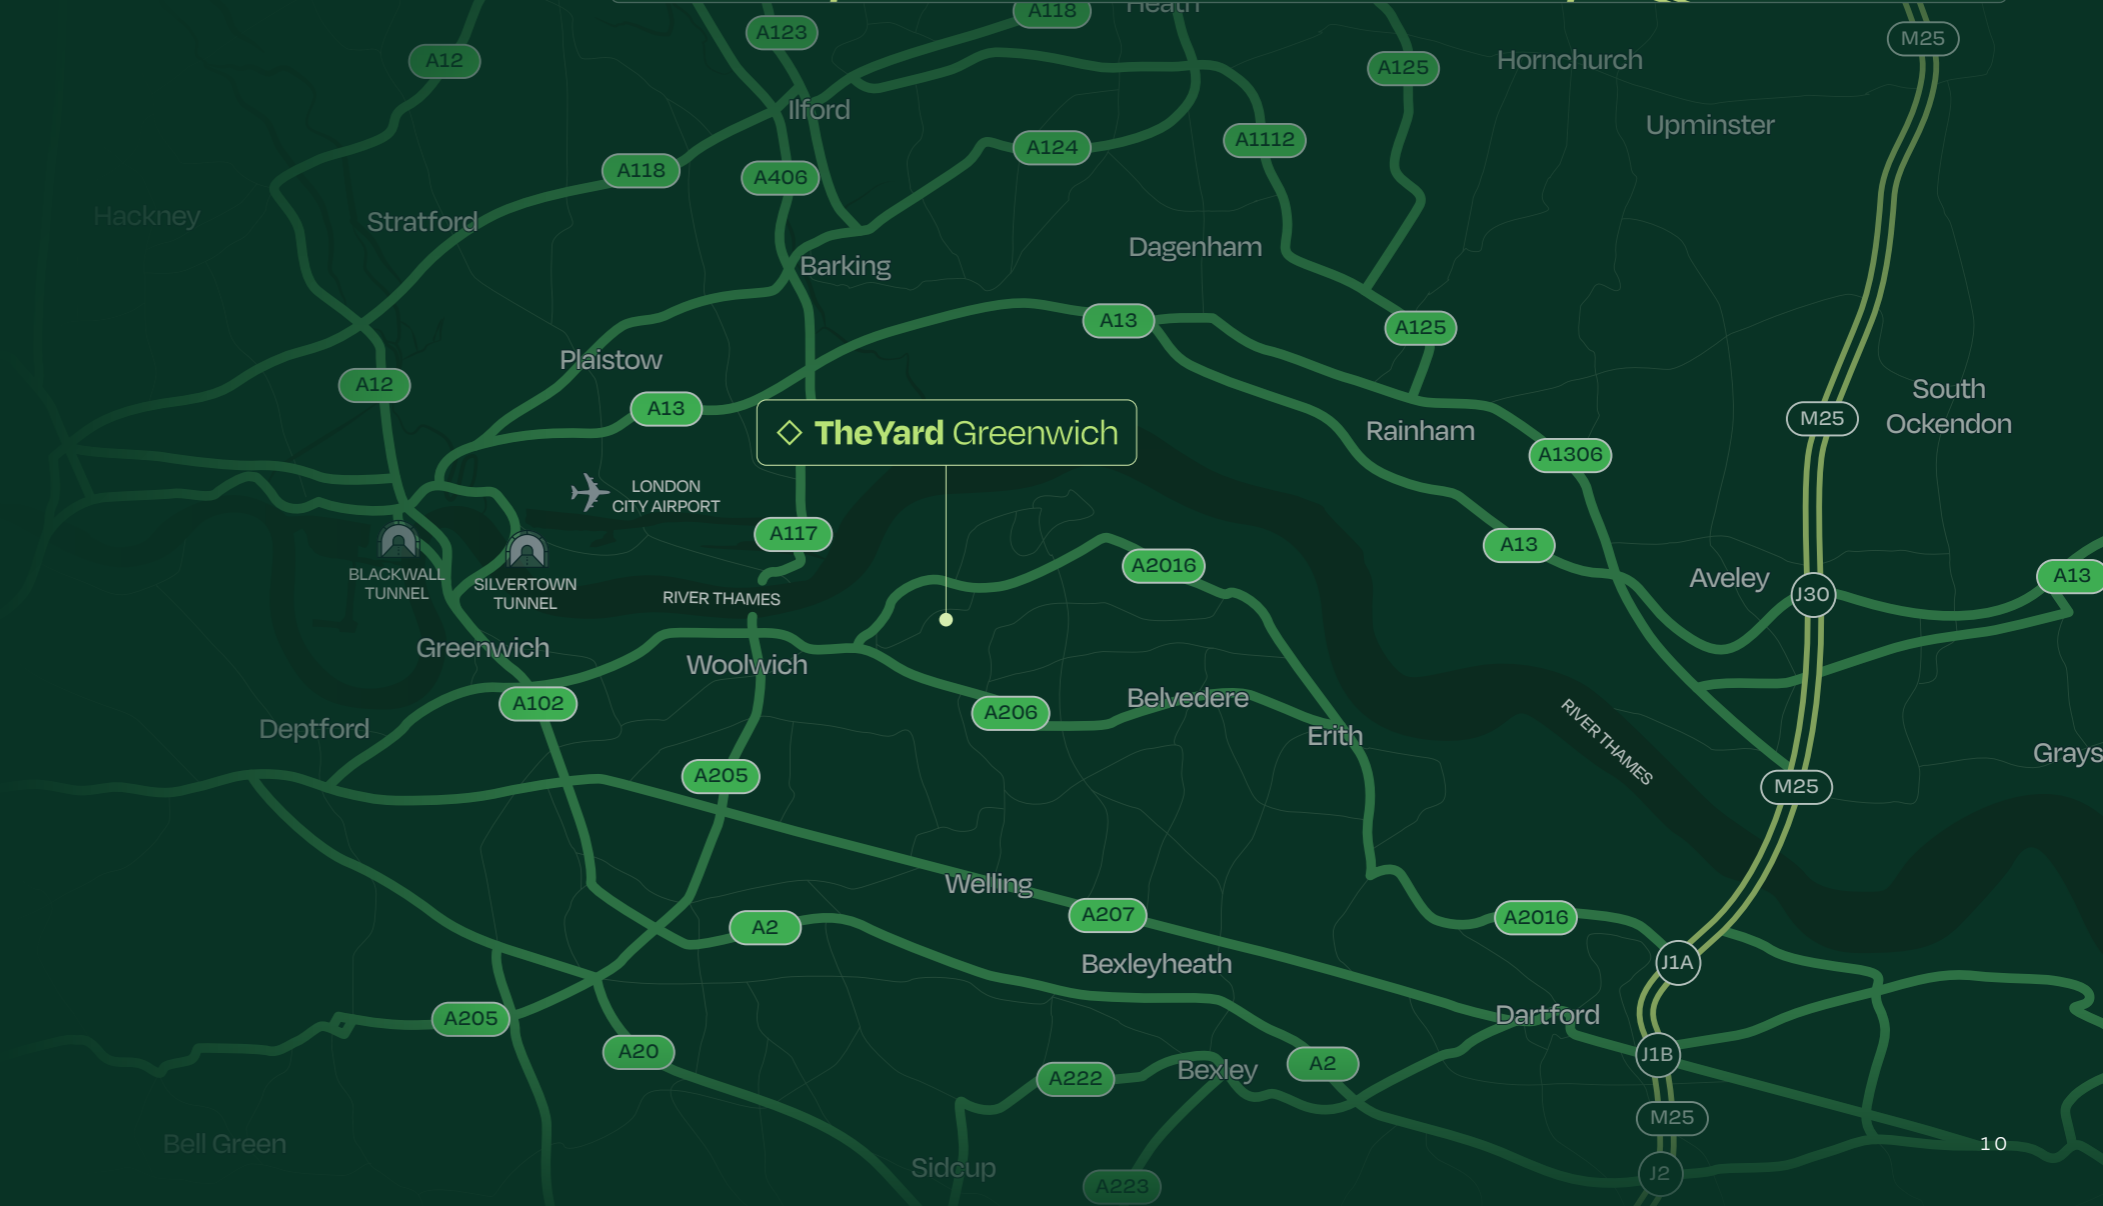 Heath
A118
A123
A12
A125
M25
Hornchurch
Ilford
Upminster
A124
A1112
A118
A406
Hackney
Stratford
Dagenham
Barking
A13
A125
Plaistow
A12
A13
South
Ockendon
M25
TheYard Greenwich
Rainham
A1306
LONDON
CITY AIRPORT
A117
A13
A2016
BLACKWALL
TUNNEL
SILVERTOWN
TUNNEL
RIVER THAMES
Aveley
J30
A13
Greenwich
Woolwich
A102
A206
Belvedere
Erith
Deptford
RIVER THAMES
Grays
A205
M25
Welling
A207
A2016
A2
Bexleyheath
J1A
A205
Dartford
A20
A222
Bexley
A2
J1B
M25
Bell Green
10
Sidcup
A223
J2